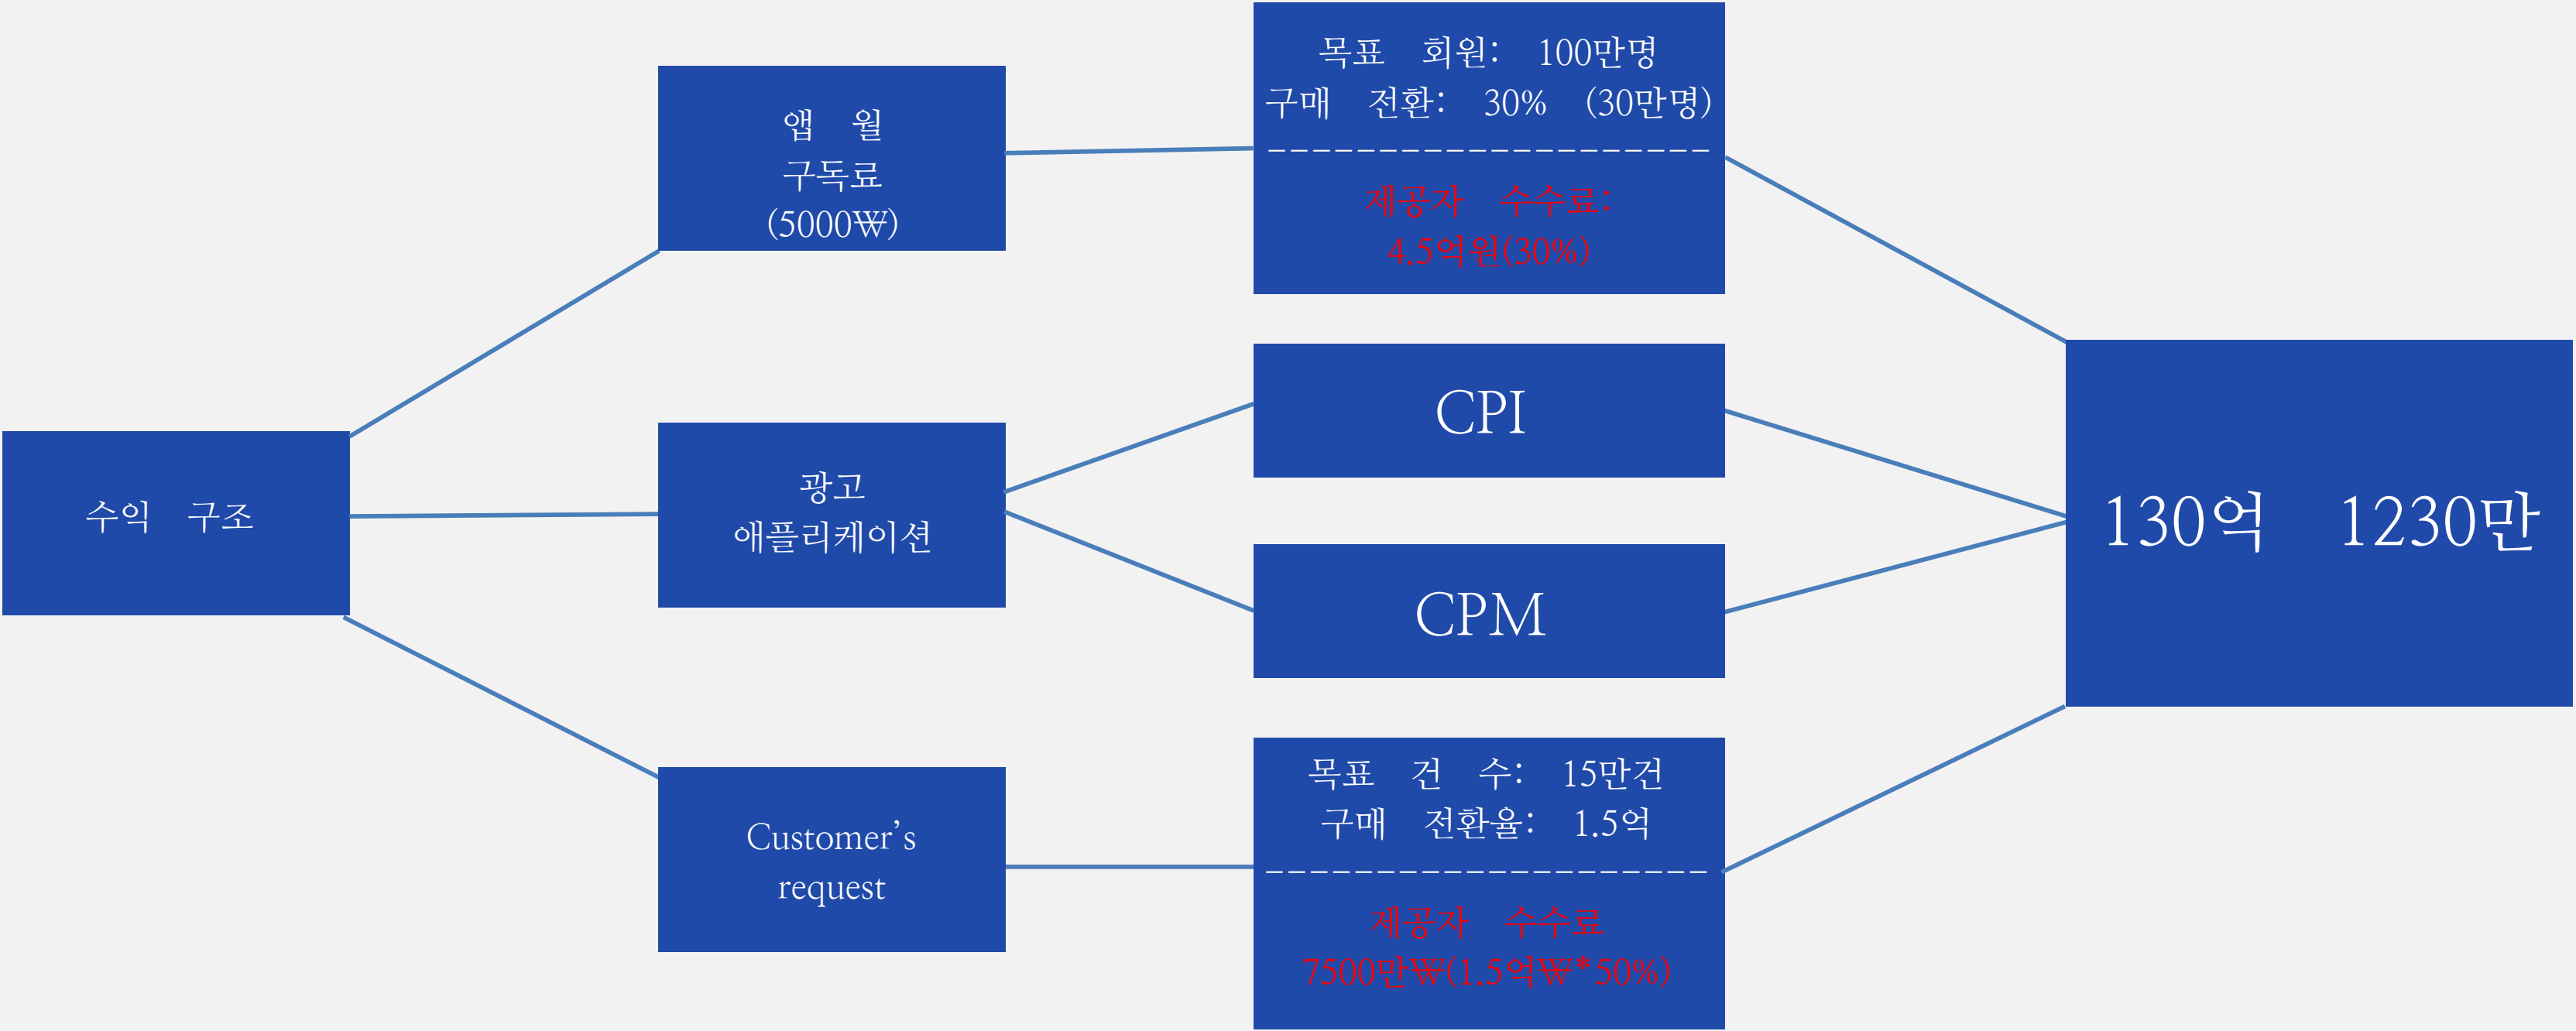 수익 구조
앱 월
구독료
(5000₩)
광고
애플리케이션
Customer's
request
목표 회원: 100만명
구매 전환: 30% (30만명)
--------------------
제공자 수수료:
4.5억원(30%)
CPI
CPM
목표 건 수: 15만건
구매 전환율: 1.5억
--------------------
제공자 수수료
7500만₩(1.5억₩*50%)
130억 1230만